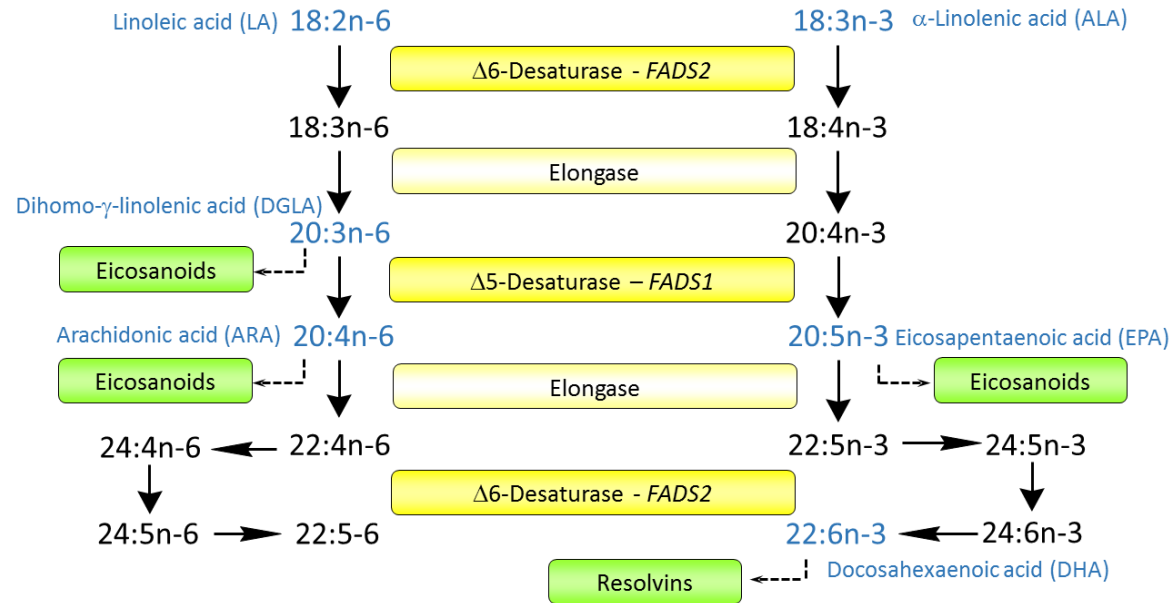 Linoleic acid (LA) 18:2n-6 18:3n-3 α-Linolenic acid (ALA)
Δ6-Desaturase - FADS2
18:3n-6 18:4n-3
Elongase
Dihomo-γ-linolenic acid (DGLA)
20:3n-6 20:4n-3
Eicosanoids
Δ5-Desaturase – FADS1
Arachidonic acid (ARA) 20:4n-6 20:5n-3 Eicosapentaenoic acid (EPA)
Eicosanoids Elongase Eicosanoids
24:4n-6 22:4n-6 22:5n-3 24:5n-3
Δ6-Desaturase - FADS2
24:5n-6 22:5-6 22:6n-3 24:6n-3
Resolvins Docosahexaenoic acid (DHA)